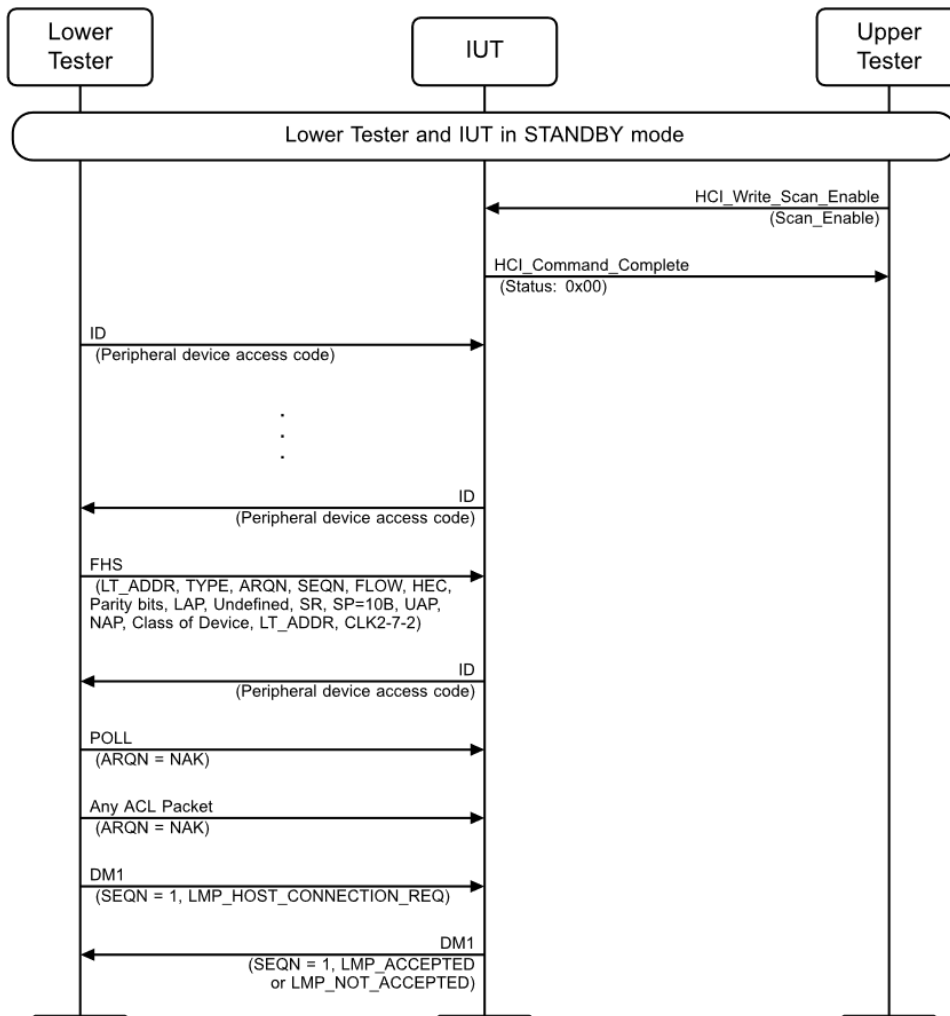 Lower
Tester
IUT
Upper
Tester
Lower Tester and IUT in STANDBY mode
HCI_Write_Scan_Enable
(Scan_Enable)
HCI_Command_Complete
(Status: 0x00)
ID
(Peripheral device access code)
.
.
.
ID
(Peripheral device access code)
FHS
(LT_ADDR, TYPE, ARQN, SEQN, FLOW, HEC,
Parity bits, LAP, Undefined, SR, SP=10B, UAP,
NAP, Class of Device, LT_ADDR, CLK2-7-2)
ID
(Peripheral device access code)
POLL
(ARQN = NAK)
Any ACL Packet
(ARQN = NAK)
DM1
(SEQN = 1, LMP_HOST_CONNECTION_REQ)
DM1
(SEQN = 1, LMP_ACCEPTED
or LMP_NOT_ACCEPTED)